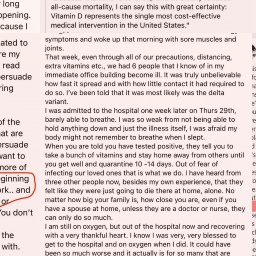 r long
opening.
cause I
ated to
re my
read
ersuade
ring
of the
at are
rsuade
vant to
more of
ginning
rk.. and
or
You don't
the
with.
all-cause mortality, I can say this with great certainty:
Vitamin D represents the single most cost-effective
medical intervention in the United States."
symptoms and woke up that morning with sore muscles and
joints.
That week, even through all of our precautions, distancing,
extra vitamins etc., we had 6 people that I know of in my
immediate office building become ill. It was truly unbelievable
how fast it spread and with how little contact it had required to
do so. I've been told that it was most likely was the delta
variant.
I was admitted to the hospital one week later on Thurs 29th,
barely able to breathe. I was so weak from not being able to
hold anything down and just the illness itself, I was afraid my
body might not remember to breathe when I slept.
When you are told you have tested positive, they tell you to
take a bunch of vitamins and stay home away from others until
you get well and quarantine 10 -14 days. Out of fear of
infecting our loved ones that is what we do. I have heard from
three other people now, besides my own experience, that they
felt like they were just going to die there at home, alone. No
matter how big your family is, how close you are, even if you
have a spouse at home, unless they are a doctor or nurse, they
can only do so much.
I am still on oxygen, but out of the hospital now and recovering
with a very thankful heart. I know I was very, very blessed to
get to the hospital and on oxygen when I did. It could have
been so much worse and it actually is for so many that are